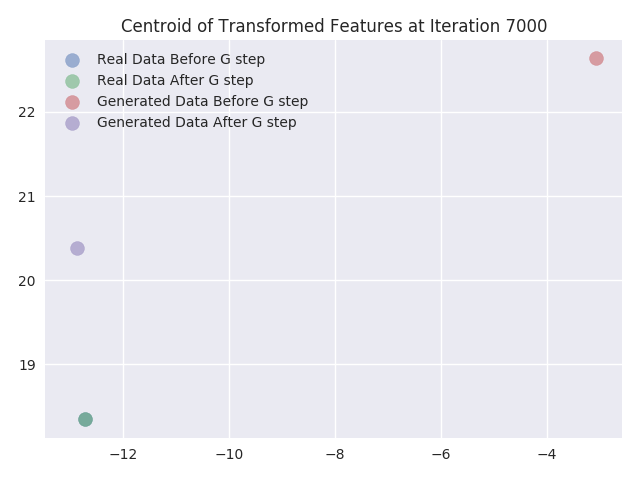 Centroid of Transformed Features at Iteration 7000
Real Data Before G step
Real Data After G step
Generated Data Before G step
Generated Data After G step
22
21
20
19
−12 −10 −8 −6 −4